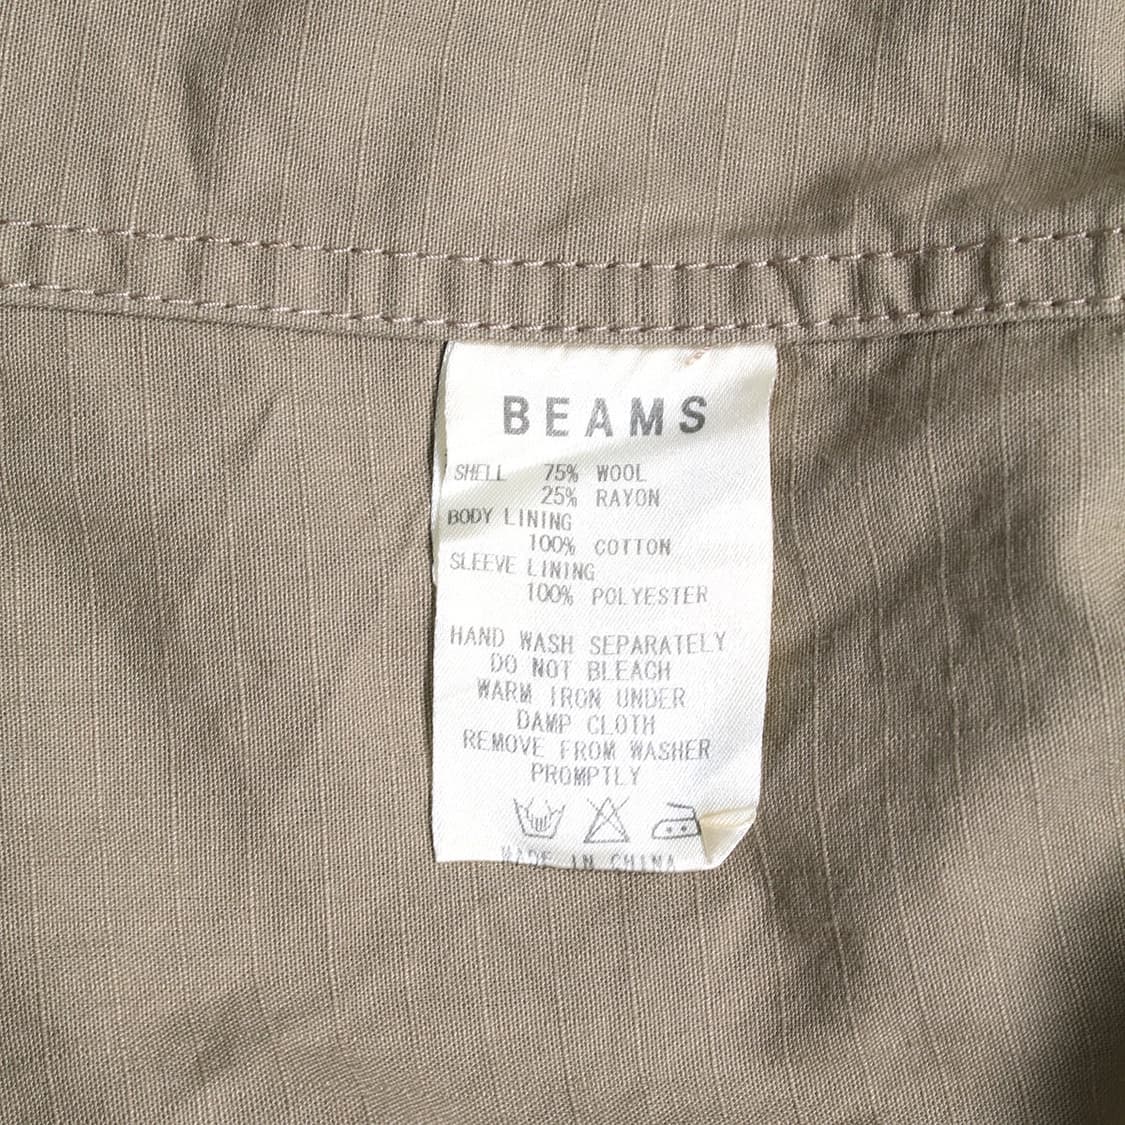 BEAMS
SHELL 75% WOOL
25% RAYON
BODY LINING
100% COTTON
SLEEVE LINING
100% POLYESTER
HAND WASH SEPARATELY
DO NOT BLEACH
WARM IRON UNDER
DAMP CLOTH
REMOVE FROM WASHER
PROMPTLY
MADE IN CHINA